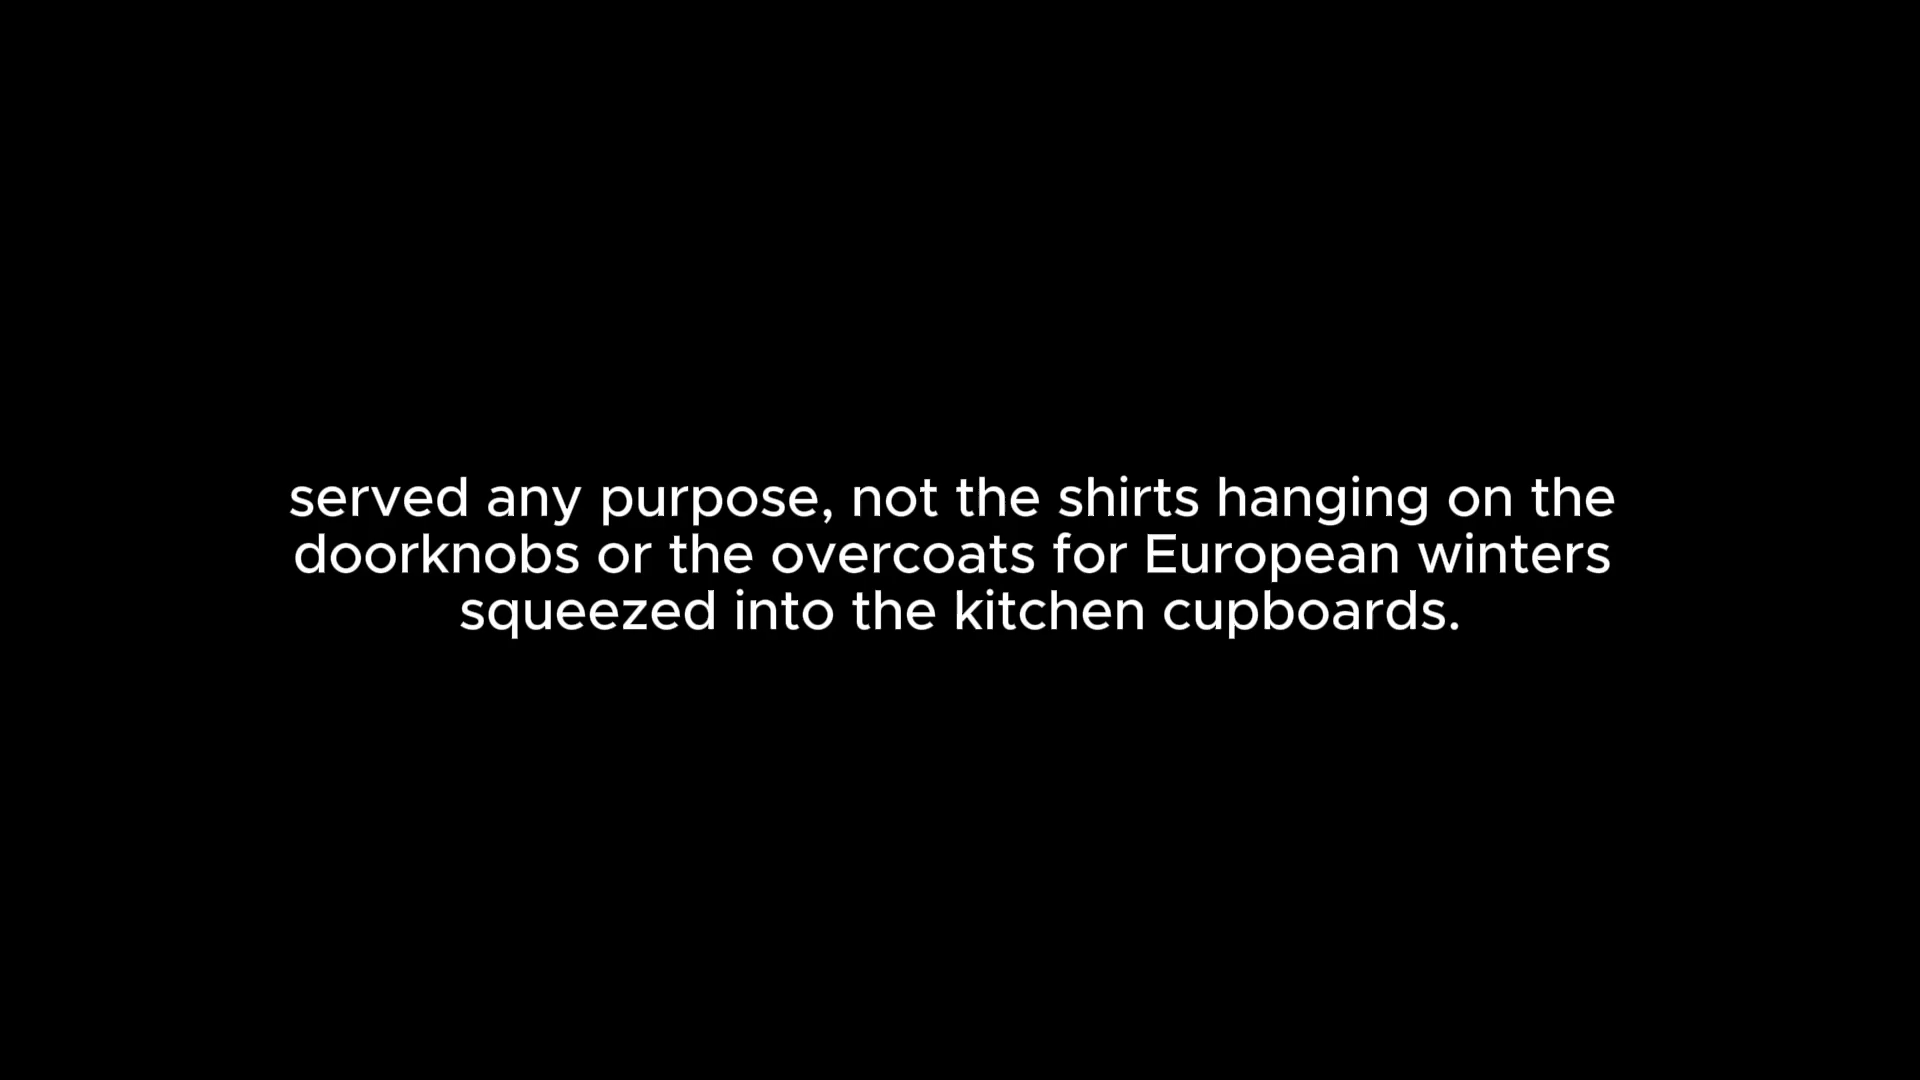 served any purpose, not the shirts hanging on the
doorknobs or the overcoats for European winters
squeezed into the kitchen cupboards.